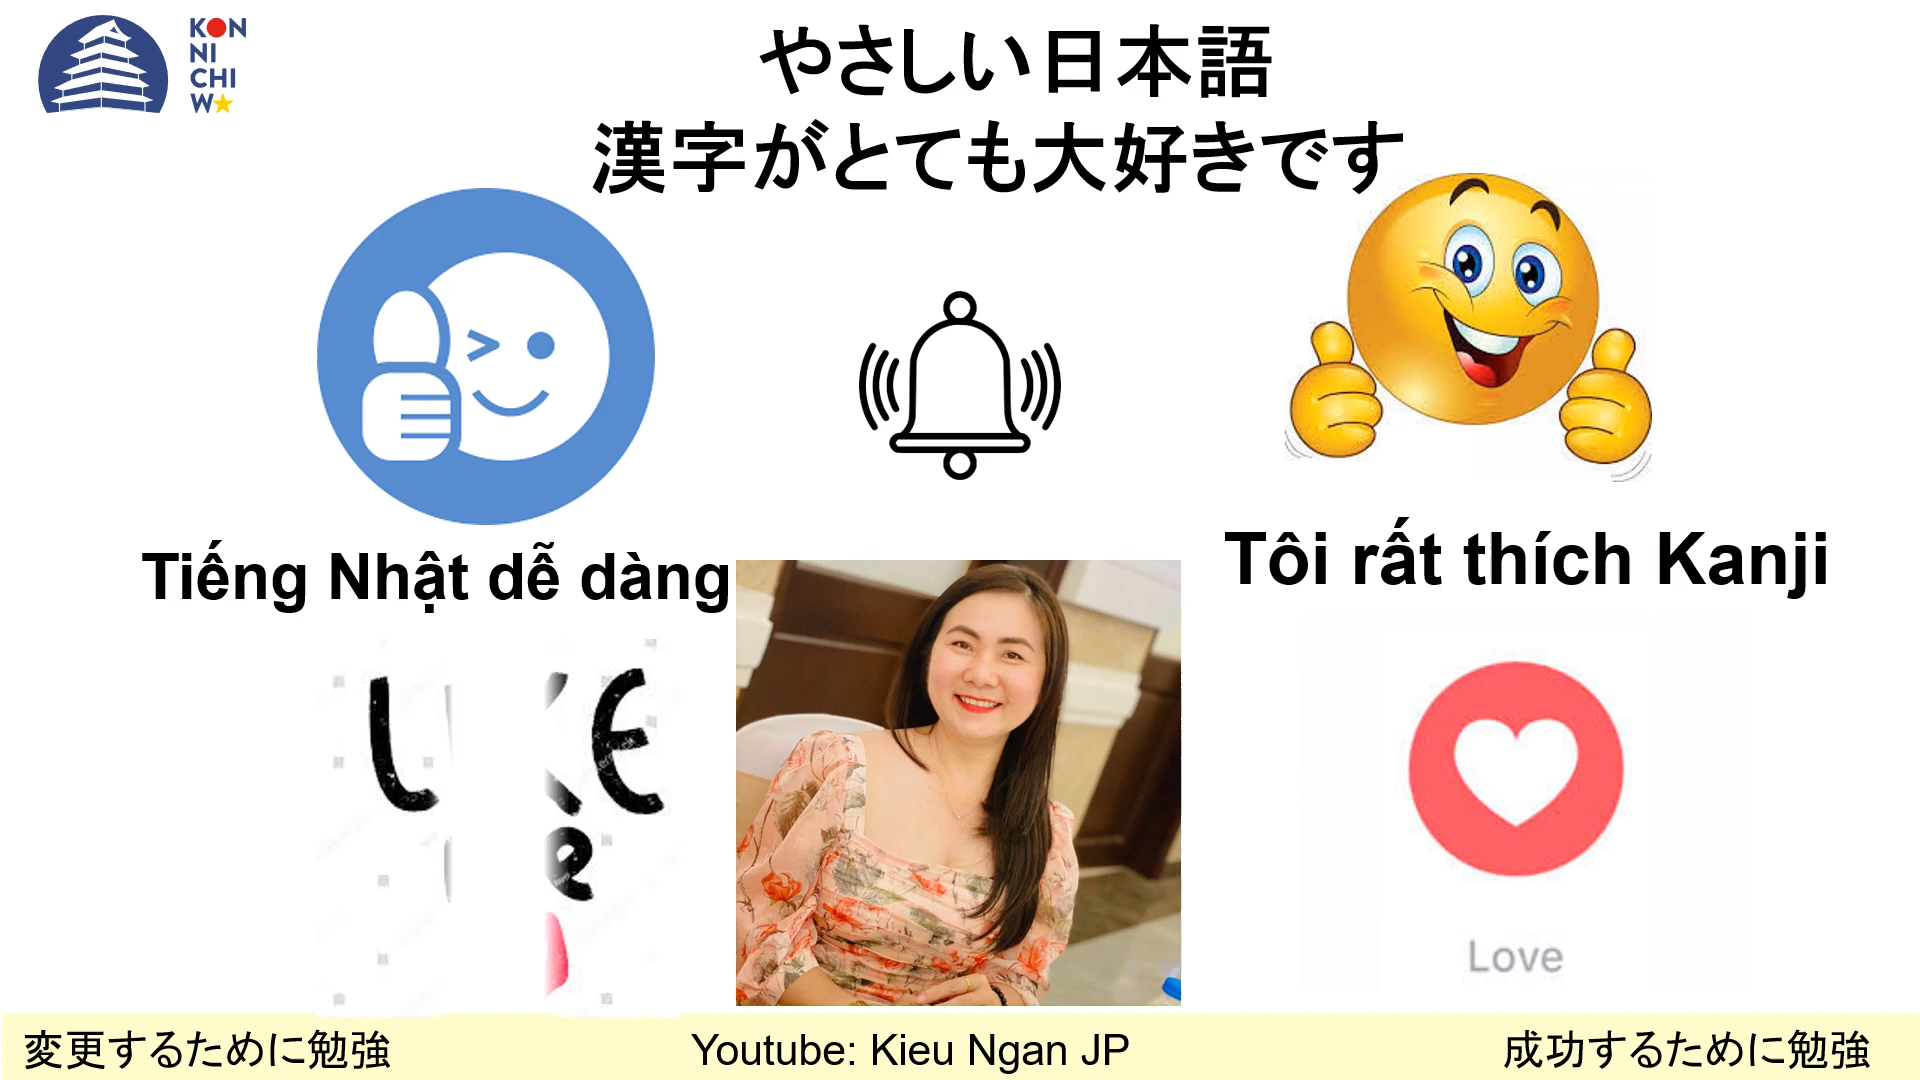 KON
NI
CHI
W
やさしい日本語
漢字がとても大好きです
Tiếng Nhật dễ dàng
Tôi rất thích Kanji
Love
変更するために勉強
Youtube: Kieu Ngan JP
成功するために勉強